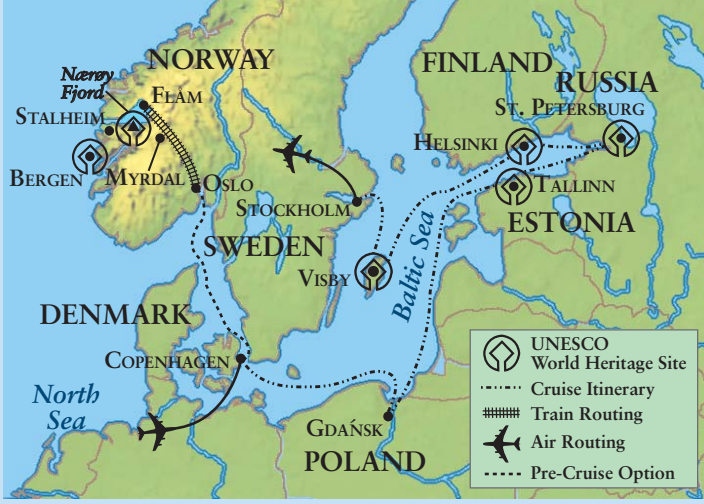 NORWAY
FINLAND
RUSSIA
Nærøy
Fjord
FLÅM
ST. PETERSBURG
STALHEIM
HELSINKI
BERGEN
MYRDAL
OSLO
TALLINN
STOCKHOLM
ESTONIA
SWEDEN
Baltic Sea
VISBY
DENMARK
COPENHAGEN
North
Sea
GDAŃSK
POLAND
UNESCO
World Heritage Site
Cruise Itinerary
Train Routing
Air Routing
Pre-Cruise Option